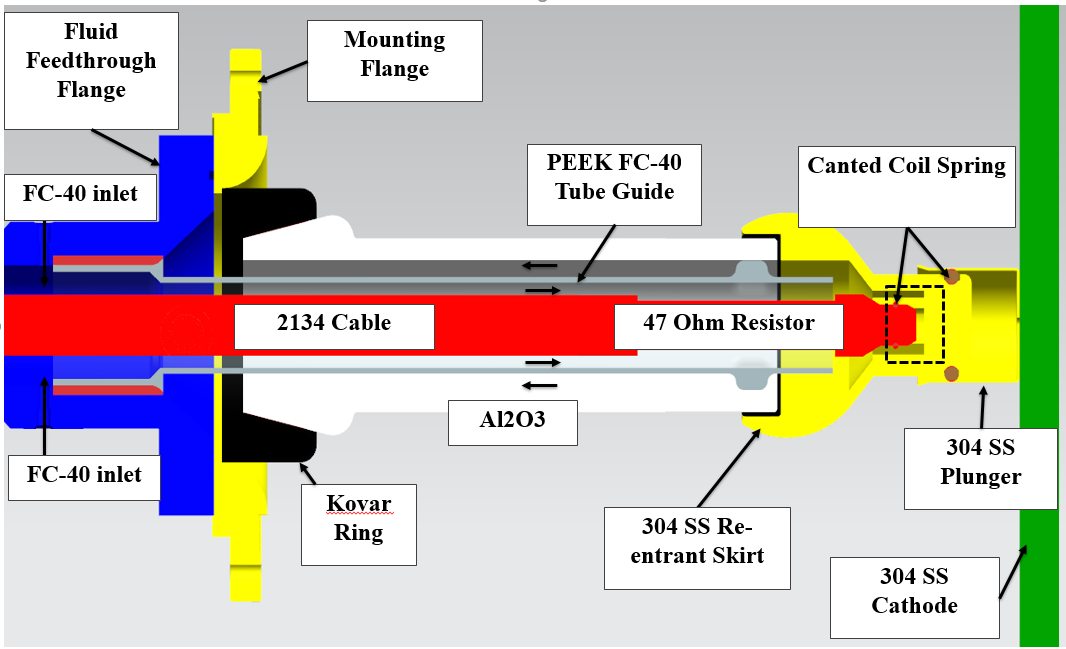 Fluid
Feedthrough
Flange
Mounting
Flange
FC-40 inlet
PEEK FC-40
Tube Guide
Canted Coil Spring
2134 Cable
47 Ohm Resistor
Al2O3
FC-40 inlet
Kovar
Ring
304 SS Re-
entrant Skirt
304 SS
Plunger
304 SS
Cathode